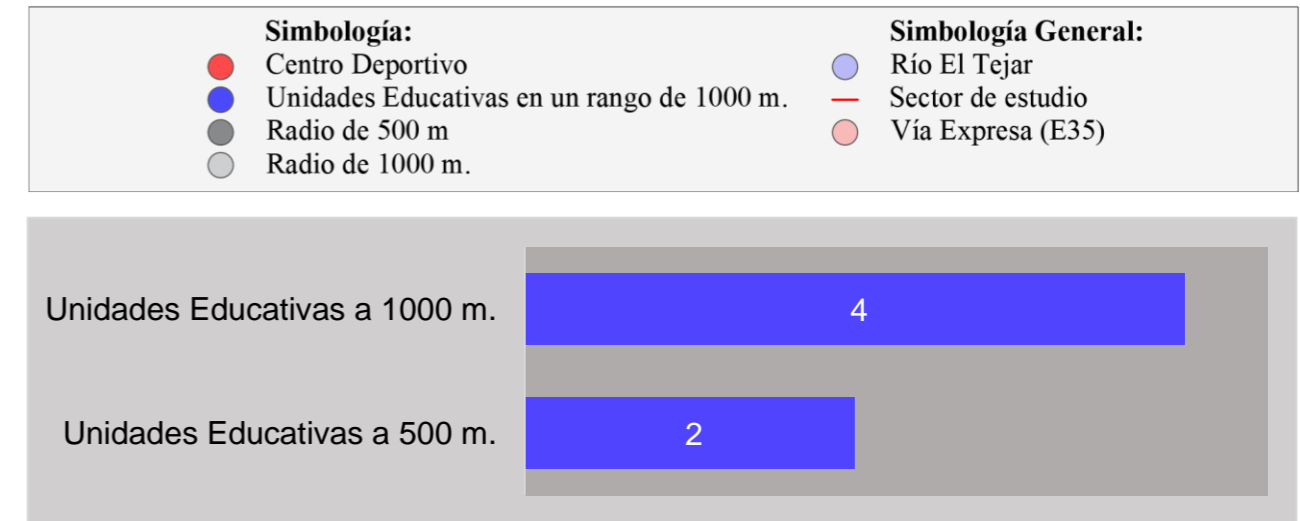 Simbología:
Centro Deportivo
Unidades Educativas en un rango de 1000 m.
Radio de 500 m
Radio de 1000 m.
Simbología General:
Río El Tejar
Sector de estudio
Vía Expresa (E35)
Unidades Educativas a 1000 m.
4
Unidades Educativas a 500 m.
2